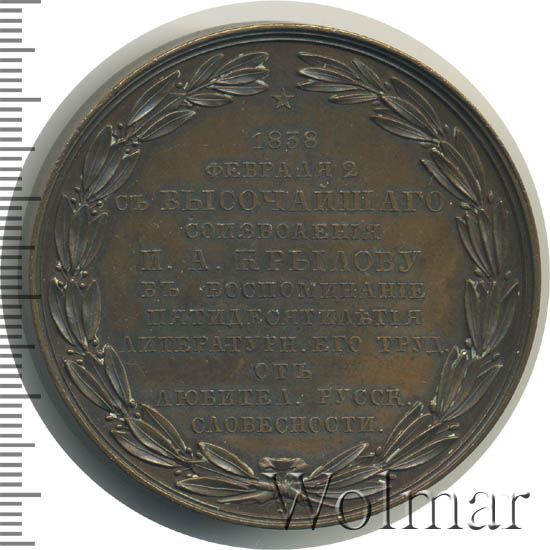 1838
ФЕВРАЛЯ 2
СЪ ВЫСОЧАЙШАГО
СОИЗВОЛЕНІЯ
И. А. КРЫЛОВУ
ВЪ ВОСПОМИНАНІЕ
ПЯТИДЕСЯТИЛѢТІЯ
ЛИТЕРАТУРН. ЕГО ТРУД.
ОТЪ
ЛЮБИТЕЛ. РУССК.
СЛОВЕСНОСТИ.
Wolmar